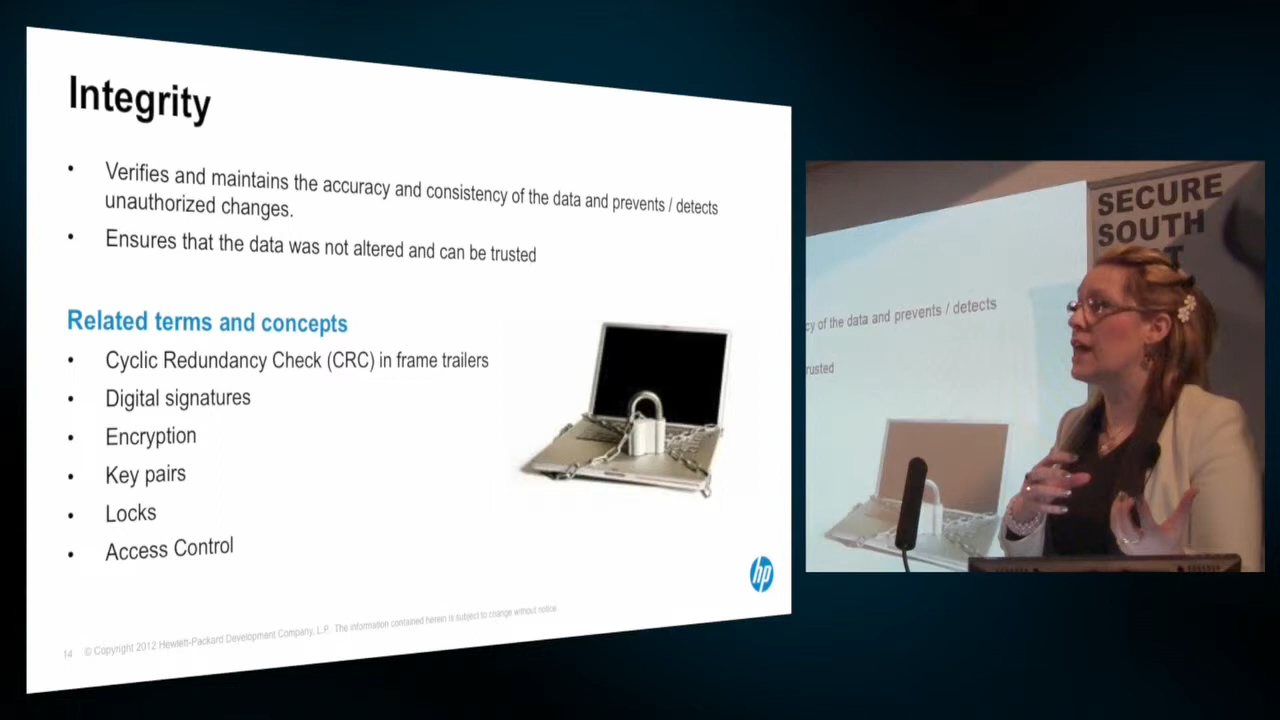 Integrity
• Verifies and maintains the accuracy and consistency of the data and prevents / detects
unauthorized changes.
• Ensures that the data was not altered and can be trusted
Related terms and concepts
• Cyclic Redundancy Check (CRC) in frame trailers
• Digital signatures
• Encryption
• Key pairs
• Locks
• Access Control
hp
14 © Copyright 2012 Hewlett-Packard Development Company, L.P. The information contained herein is subject to change without notice.
SECURE
SOUTH
cy of the data and prevents / detects
rusted